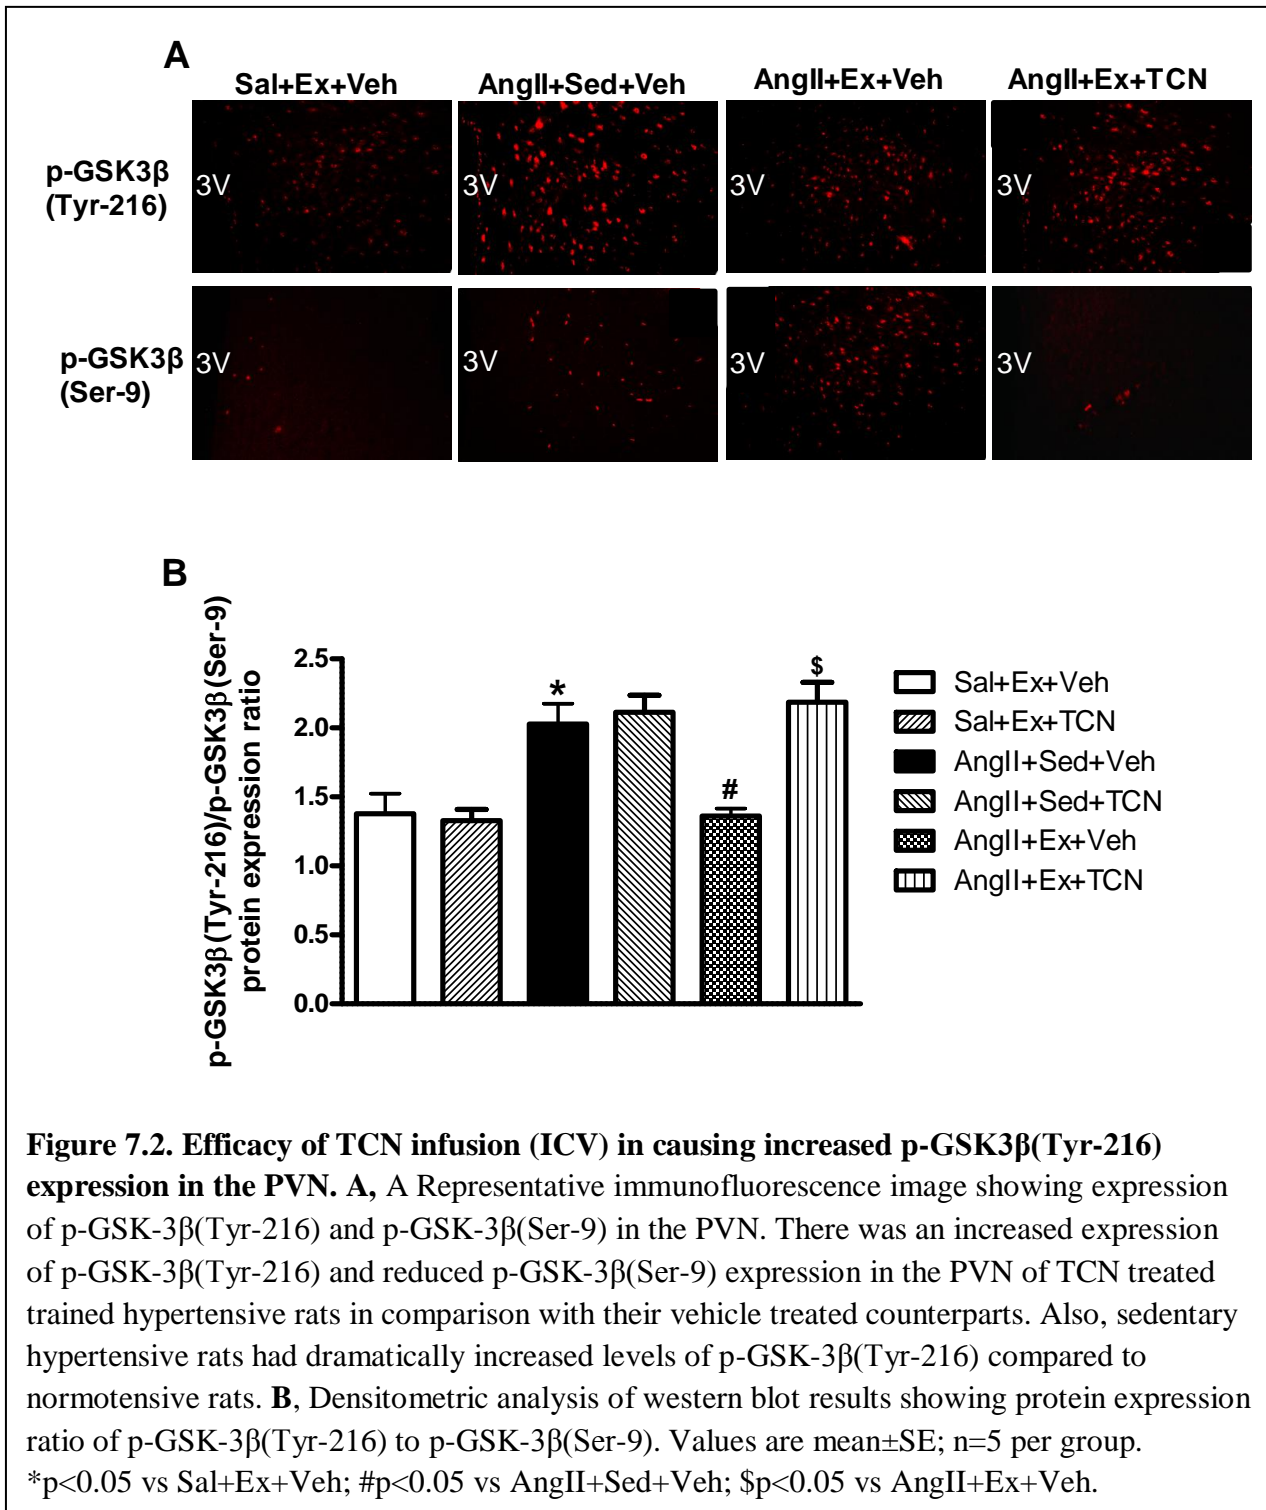 A
Sal+Ex+Veh AngII+Sed+Veh AngII+Ex+Veh AngII+Ex+TCN
p-GSK3β
(Tyr-216)
3V 3V 3V 3V
p-GSK3β
(Ser-9)
3V 3V 3V 3V
B
p-GSK3β(Tyr-216)/p-GSK3β(Ser-9)
protein expression ratio
2.5
2.0
1.5
1.0
0.5
0.0
*
#
$
Sal+Ex+Veh
Sal+Ex+TCN
AngII+Sed+Veh
AngII+Sed+TCN
AngII+Ex+Veh
AngII+Ex+TCN
Figure 7.2. Efficacy of TCN infusion (ICV) in causing increased p-GSK3β(Tyr-216)
expression in the PVN. A, A Representative immunofluorescence image showing expression
of p-GSK-3β(Tyr-216) and p-GSK-3β(Ser-9) in the PVN. There was an increased expression
of p-GSK-3β(Tyr-216) and reduced p-GSK-3β(Ser-9) expression in the PVN of TCN treated
trained hypertensive rats in comparison with their vehicle treated counterparts. Also, sedentary
hypertensive rats had dramatically increased levels of p-GSK-3β(Tyr-216) compared to
normotensive rats. B, Densitometric analysis of western blot results showing protein expression
ratio of p-GSK-3β(Tyr-216) to p-GSK-3β(Ser-9). Values are mean±SE; n=5 per group.
*p<0.05 vs Sal+Ex+Veh; #p<0.05 vs AngII+Sed+Veh; $p<0.05 vs AngII+Ex+Veh.